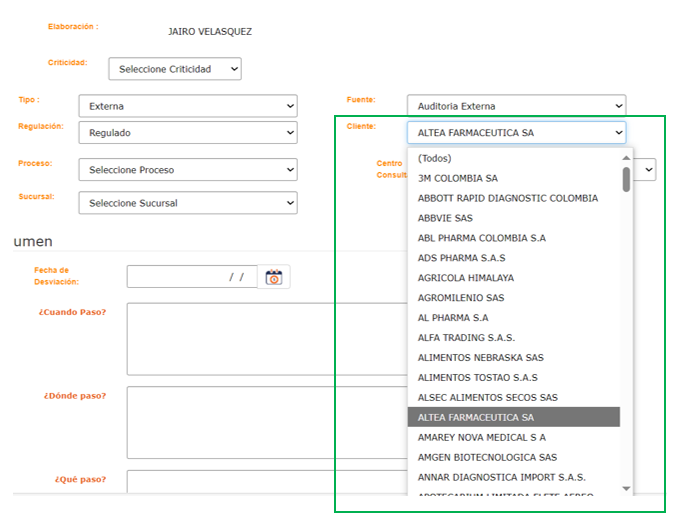 Elaboración :
JAIRO VELASQUEZ
Criticidad:
Seleccione Criticidad
Tipo :
Externa
Fuente:
Auditoria Externa
Regulación:
Regulado
Cliente:
ALTEA FARMACEUTICA SA
Proceso:
Seleccione Proceso
Centro
Consult
Sucursal:
Seleccione Sucursal
(Todos)
3M COLOMBIA SA
ABBOTT RAPID DIAGNOSTIC COLOMBIA
ABBVIE SAS
ABL PHARMA COLOMBIA S.A
ADS PHARMA S.A.S
AGRICOLA HIMALAYA
AGROMILENIO SAS
AL PHARMA S.A
ALFA TRADING S.A.S.
ALIMENTOS NEBRASKA SAS
ALIMENTOS TOSTAO S.A.S
ALSEC ALIMENTOS SECOS SAS
ALTEA FARMACEUTICA SA
AMAREY NOVA MEDICAL S A
AMGEN BIOTECNOLOGICA SAS
ANNAR DIAGNOSTICA IMPORT S.A.S.
APOTECARIUM LIMITADA FLETE AEREO
umen
Fecha de
Desviación:
/ /
¿Cuando Paso?
¿Dónde paso?
¿Qué paso?